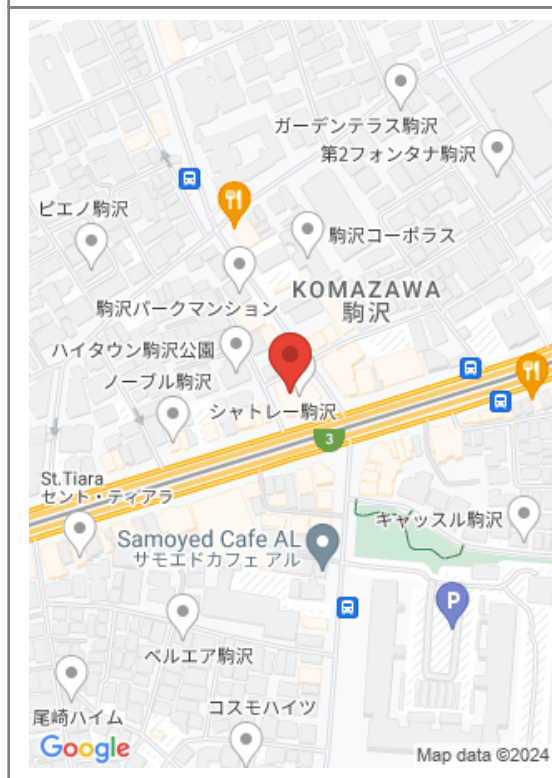 ガーデンテラス駒沢
第2フォンタナ駒沢
ピエノ駒沢
駒沢コーポラス
KOMAZAWA
駒沢
駒沢パークマンション
ハイタウン駒沢公園
ノーブル駒沢
シャトレー駒沢
3
St.Tiara
セント・ティアラ
キャッスル駒沢
Samoyed Cafe AL
サモエドカフェ アル
P
ベルエア駒沢
尾崎ハイム
コスモハイツ
Google
Map data ©2024